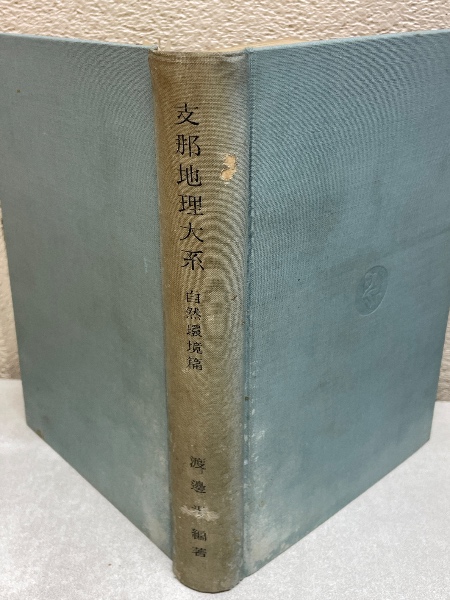 支那地理大系
自然環境篇
渡邊 編著